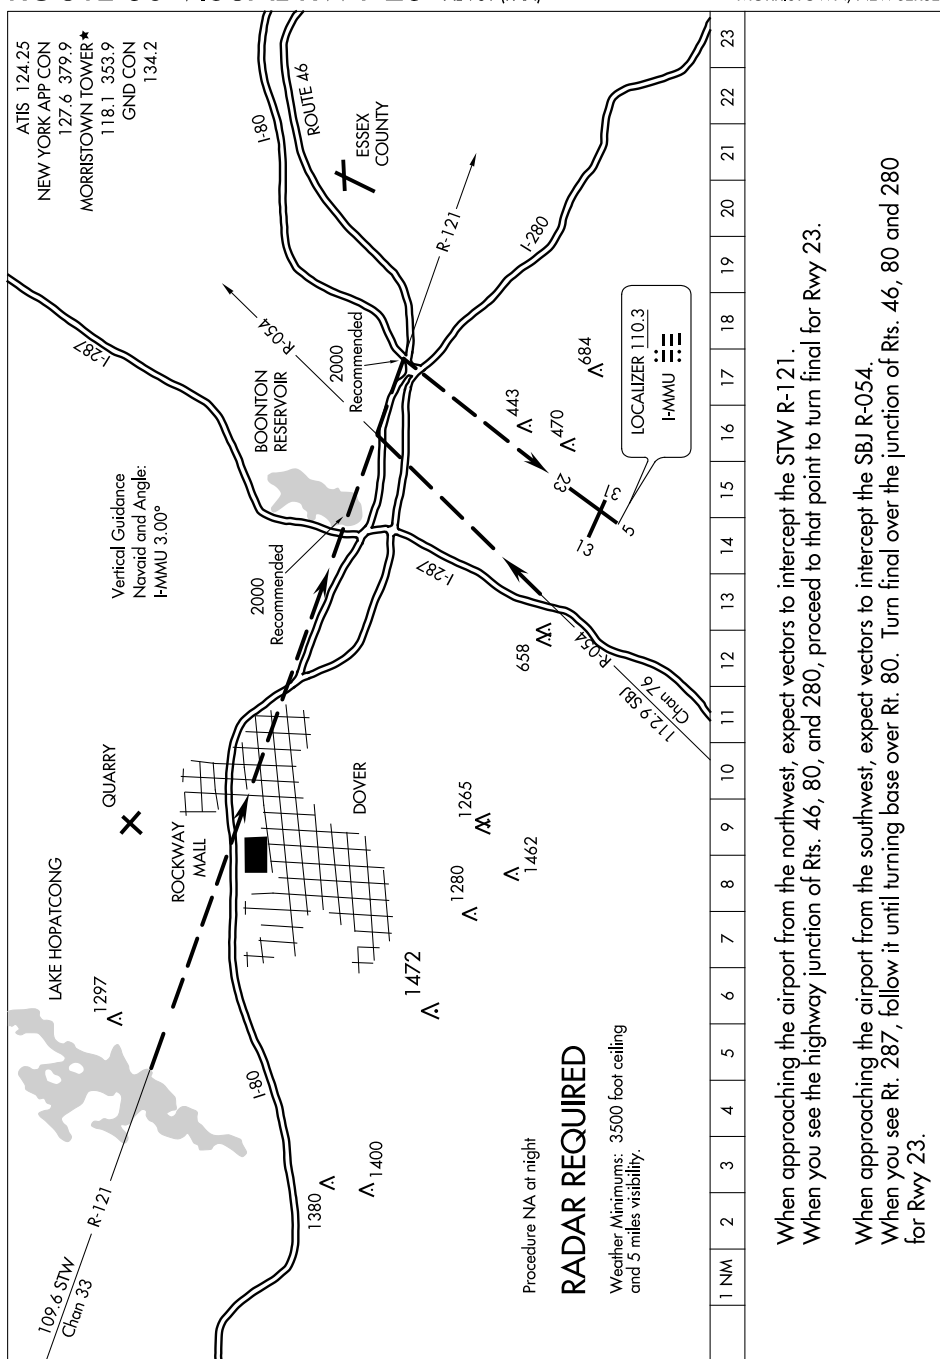 ATIS 124.25
NEW YORK APP CON
127.6 379.9
MORRISTOWN TOWER★
118.1 353.9
GND CON
134.2
I-80
ROUTE 46
ESSEX
COUNTY
R-121
I-280
I-287
R-054
2000
Recommended
BOONTON
RESERVOIR
Vertical Guidance
Navaid and Angle:
I-MMU 3.00°
2000
Recommended
I-287
684
443
470
LOCALIZER 110.3
I-MMU
23
31
13
5
658
R-054
112.9 SBJ
Chan 76
QUARRY
ROCKWAY
MALL
DOVER
LAKE HOPATCONG
1297
1265
1462
1280
1472
I-80
1380
1400
R-121
109.6 STW
Chan 33
Procedure NA at night
RADAR REQUIRED
Weather Minimums: 3500 foot ceiling
and 5 miles visibility.
1 NM 2 3 4 5 6 7 8 9 10 11 12 13 14 15 16 17 18 19 20 21 22 23
When approaching the airport from the northwest, expect vectors to intercept the STW R-121.
When you see the highway junction of Rts. 46, 80, and 280, proceed to that point to turn final for Rwy 23.
When approaching the airport from the southwest, expect vectors to intercept the SBJ R-054.
When you see Rt. 287, follow it until turning base over Rt. 80. Turn final over the junction of Rts. 46, 80 and 280
for Rwy 23.